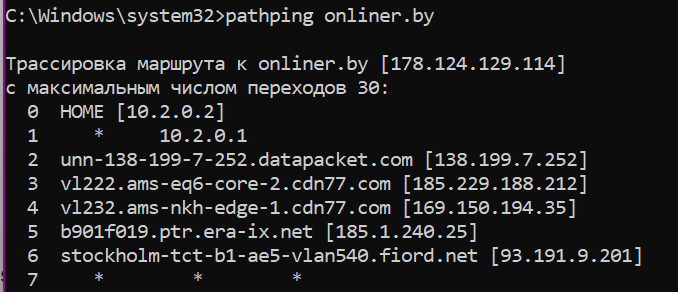 C:\Windows\system32>pathping onliner.by
Трассировка маршрута к onliner.by [178.124.129.114]
с максимальным числом переходов 30:
0 HOME [10.2.0.2]
1 * 10.2.0.1
2 unn-138-199-7-252.datapacket.com [138.199.7.252]
3 vl222.ams-eq6-core-2.cdn77.com [185.229.188.212]
4 vl232.ams-nkh-edge-1.cdn77.com [169.150.194.35]
5 b901f019.ptr.era-ix.net [185.1.240.25]
6 stockholm-tct-b1-ae5-vlan540.fiord.net [93.191.9.201]
7 * * *